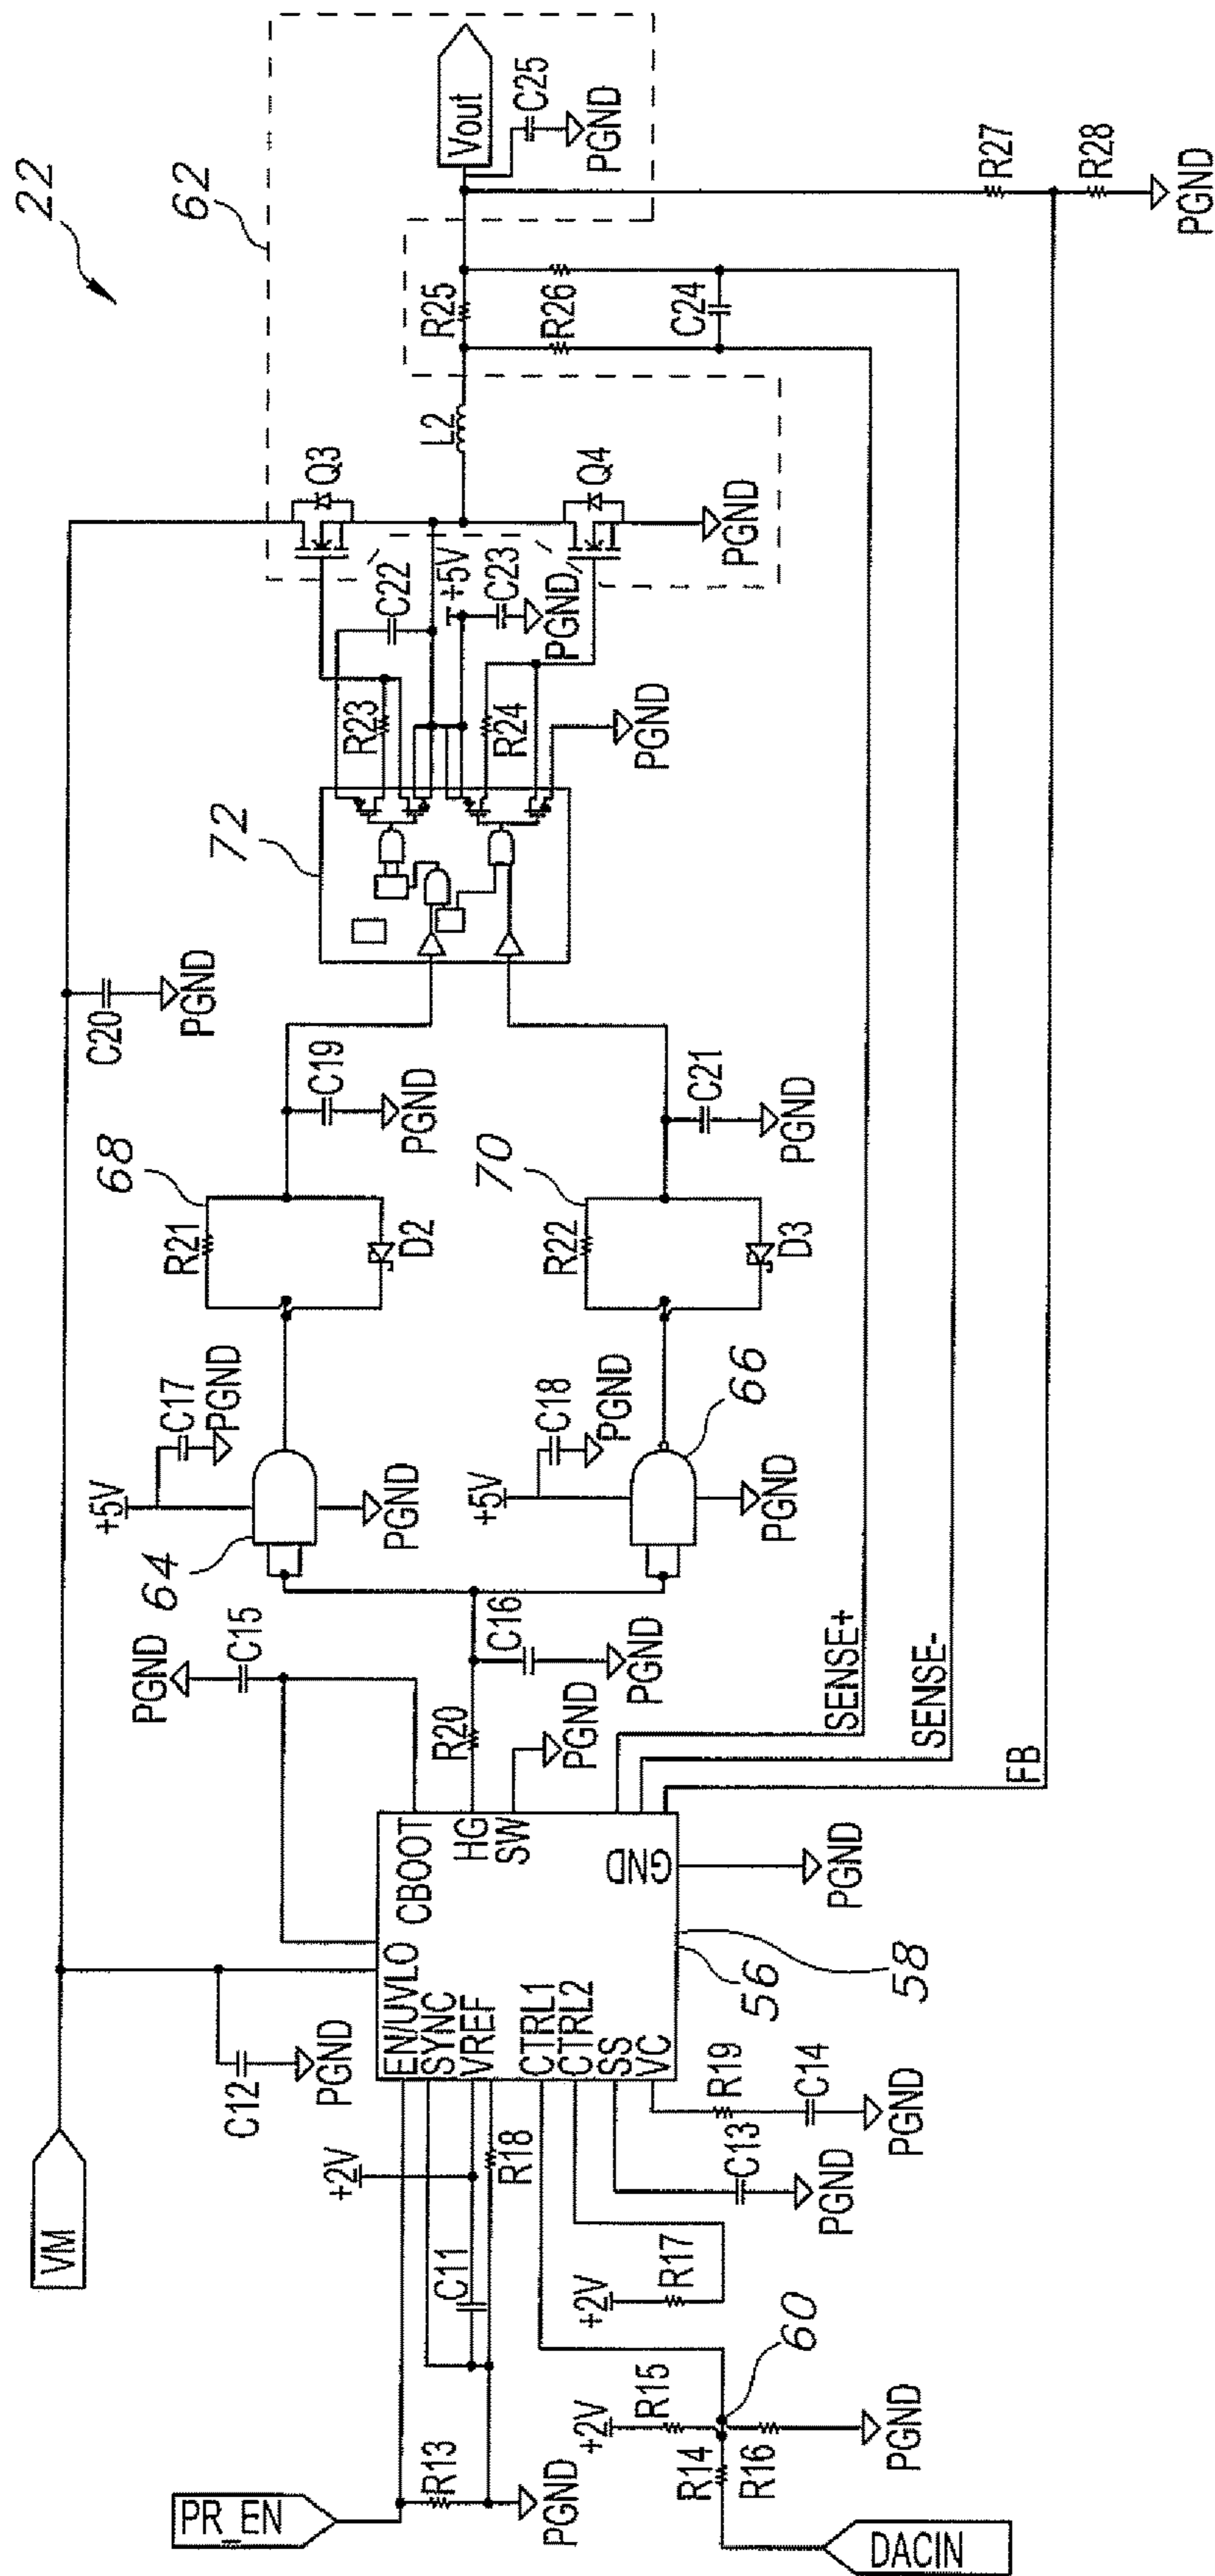 22
62
VM
C20
PGND
PGND
C15
+5V
C17
PGND
64
PGND
R21
68
D2
C19
PGND
72
C22
R23
Q3
+5V
C23
PGND
L2
R25
R26
C24
Vout
C25
PGND
PR_EN
R13
PGND
C12
PGND
+2V
C11
R18
EN/UVLO
SYNC
VREF
CTRL1
CTRL2
SS
VC
CBOOT
HG
SW
GND
R20
C16
PGND
PGND
+5V
C18
PGND
66
PGND
R22
70
D3
C21
PGND
R24
PGND
Q4
PGND
+2V
R15
R14
R16
60
PGND
DACIN
+2V
R17
C13
PGND
R19
C14
PGND
56
58
PGND
SENSE+
SENSE-
FB
R27
R28
PGND